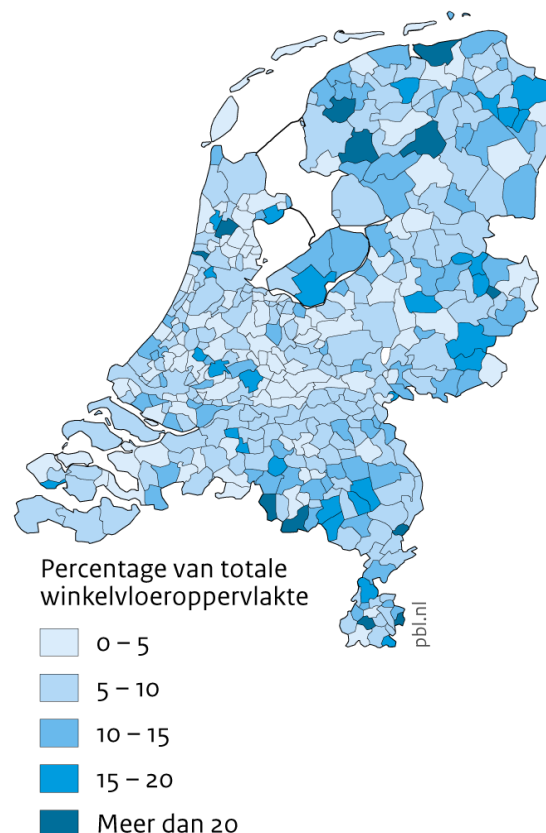 Percentage van totale
winkelvloeroppervlakte
0 – 5
5 – 10
10 – 15
15 – 20
Meer dan 20
pbl.nl